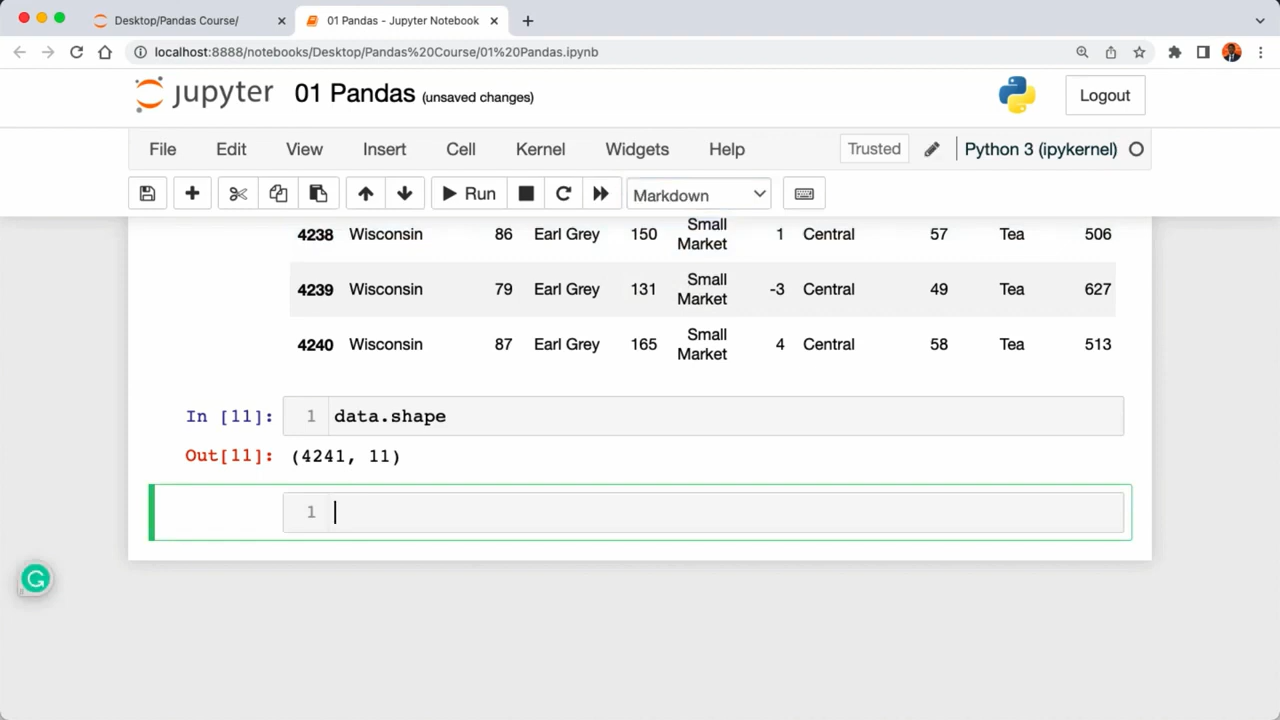 Desktop/Pandas Course/
01 Pandas - Jupyter Notebook
localhost:8888/notebooks/Desktop/Pandas%20Course/01%20Pandas.ipynb
jupyter 01 Pandas (unsaved changes) Logout
File Edit View Insert Cell Kernel Widgets Help Trusted Python 3 (ipykernel)
Run Markdown
4238 Wisconsin 86 Earl Grey 150 Small Market 1 Central 57 Tea 506
4239 Wisconsin 79 Earl Grey 131 Small Market -3 Central 49 Tea 627
4240 Wisconsin 87 Earl Grey 165 Small Market 4 Central 58 Tea 513
In [11]: 1 data.shape
Out[11]: (4241, 11)
1